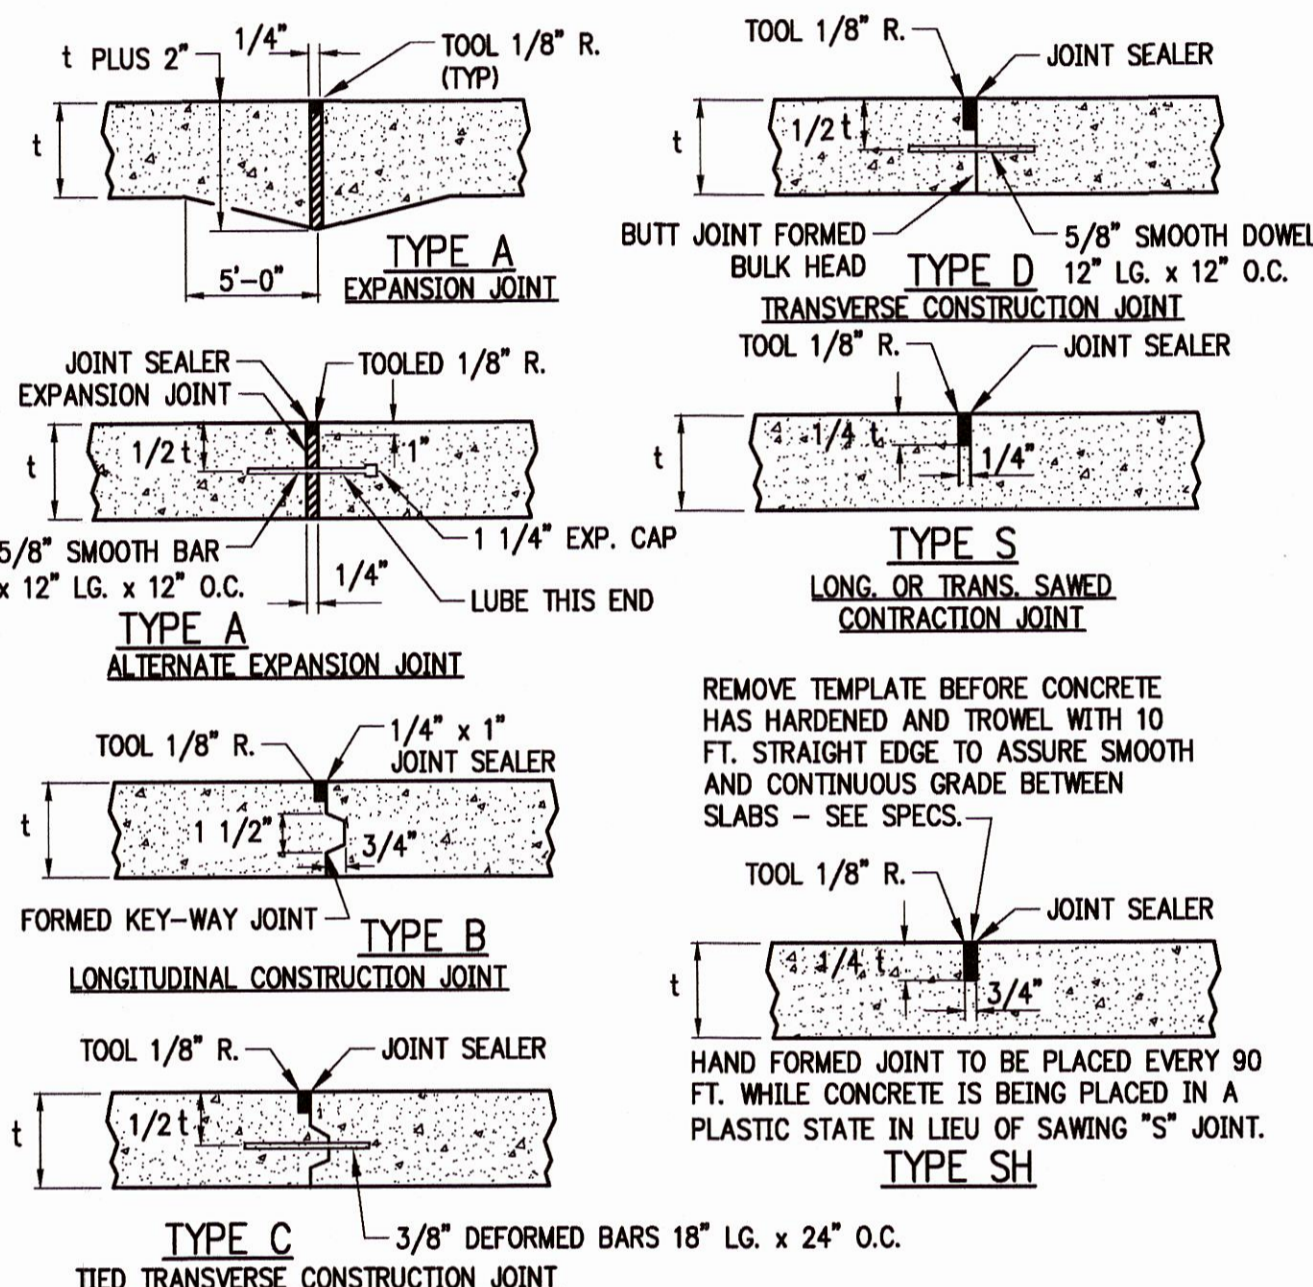 t PLUS 2"
1/4"
TOOL 1/8" R.
(TYP)
t
5'-0"
TYPE A
EXPANSION JOINT
JOINT SEALER
EXPANSION JOINT
TOOLED 1/8" R.
t
1/2 t
1"
5/8" SMOOTH BAR
x 12" LG. x 12" O.C.
1/4"
1 1/4" EXP. CAP
LUBE THIS END
TYPE A
ALTERNATE EXPANSION JOINT
TOOL 1/8" R.
1/4" x 1"
JOINT SEALER
t
1 1/2"
3/4"
FORMED KEY-WAY JOINT
TYPE B
LONGITUDINAL CONSTRUCTION JOINT
TOOL 1/8" R.
JOINT SEALER
t
1/2 t
3/8" DEFORMED BARS 18" LG. x 24" O.C.
TYPE C
TIED TRANSVERSE CONSTRUCTION JOINT
TOOL 1/8" R.
JOINT SEALER
t
1/2 t
BUTT JOINT FORMED
BULK HEAD
5/8" SMOOTH DOWEL
12" LG. x 12" O.C.
TYPE D
TRANSVERSE CONSTRUCTION JOINT
TOOL 1/8" R.
JOINT SEALER
t
1/4 t
1/4"
TYPE S
LONG. OR TRANS. SAWED
CONTRACTION JOINT
REMOVE TEMPLATE BEFORE CONCRETE
HAS HARDENED AND TROWEL WITH 10
FT. STRAIGHT EDGE TO ASSURE SMOOTH
AND CONTINUOUS GRADE BETWEEN
SLABS – SEE SPECS.
TOOL 1/8" R.
JOINT SEALER
t
1/4 t
3/4"
HAND FORMED JOINT TO BE PLACED EVERY 90
FT. WHILE CONCRETE IS BEING PLACED IN A
PLASTIC STATE IN LIEU OF SAWING "S" JOINT.
TYPE SH